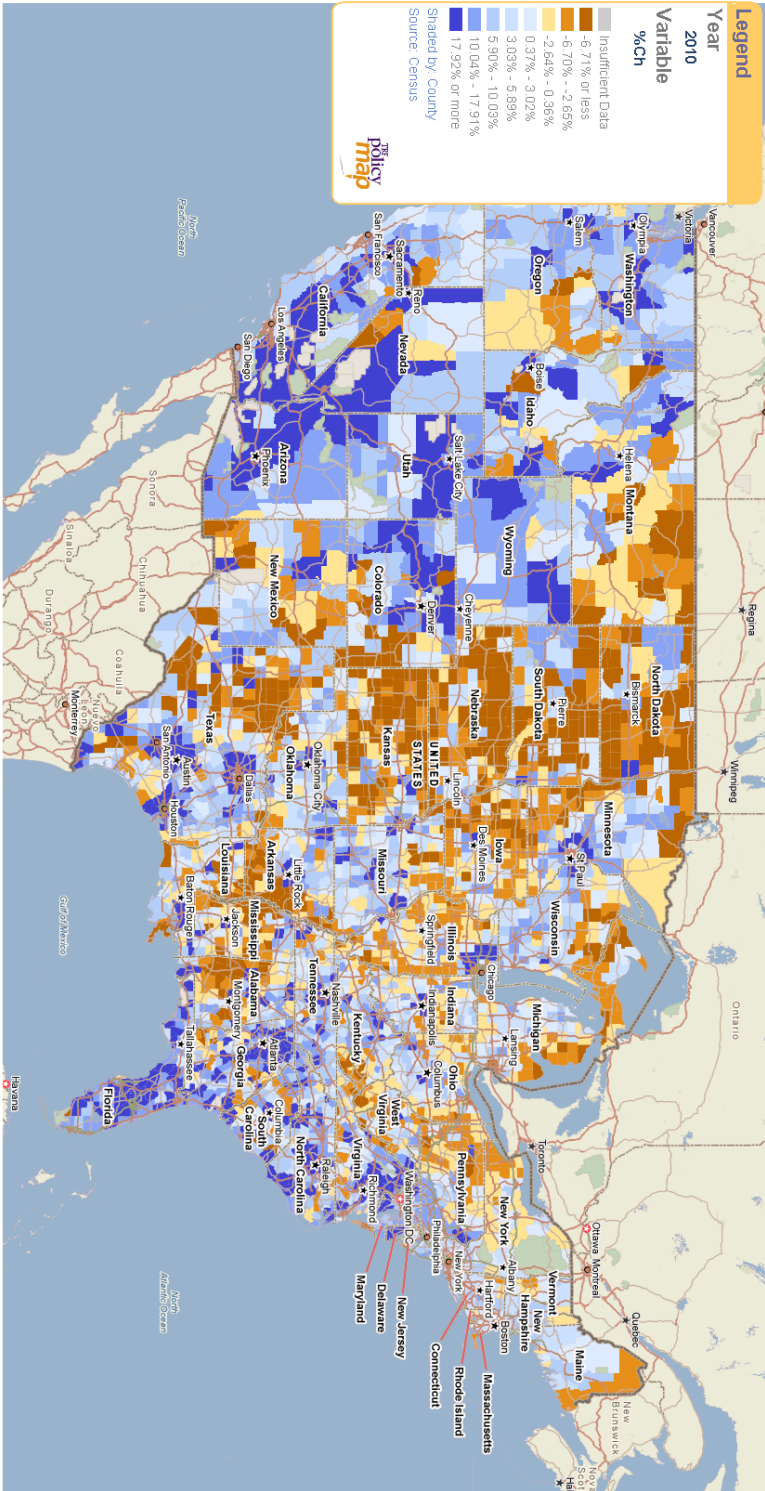 Legend
Year
2010
Variable
%Ch
Insufficient Data
-6.71% or less
-6.70% - -2.65%
-2.64% - 0.36%
0.37% - 3.02%
3.03% - 5.89%
5.90% - 10.03%
10.04% - 17.91%
17.92% or more
Shaded by: County
Source: Census
TRF
policy
map
Vancouver
Victoria
Olympia
Washington
Salem
Oregon
Boise
Idaho
Helena
Montana
Regina
Winnipeg
North Dakota
Bismarck
South Dakota
Pierre
Minnesota
St Paul
Wisconsin
Ontario
Michigan
Lansing
Toronto
Ottawa
Montreal
Quebec
New
Brunswick
Nova
Scot
Hal
Maine
Vermont
New
Hampshire
New York
Albany
Boston
Hartford
Massachusetts
Rhode Island
Connecticut
New York
Pennsylvania
Philadelphia
New Jersey
Delaware
Maryland
Washington DC
Wyoming
Cheyenne
Nebraska
Lincoln
Iowa
Des Moines
Illinois
Springfield
Chicago
Indiana
Indianapolis
Ohio
Columbus
West
Virginia
Virginia
Richmond
Sacramento
San Francisco
Reno
Nevada
California
Los Angeles
San Diego
Salt Lake City
Utah
Colorado
Denver
UNITED
STATES
Kansas
Missouri
Kentucky
Nashville
Tennessee
North Carolina
Raleigh
South
Carolina
Columbia
Arizona
Phoenix
New Mexico
Oklahoma City
Oklahoma
Arkansas
Little Rock
Mississippi
Jackson
Alabama
Montgomery
Georgia
Atlanta
Texas
Dallas
Austin
San Antonio
Houston
Louisiana
Baton Rouge
Tallahassee
Florida
Havana
Sonora
Chihuahua
Coahuila
Sinaloa
Durango
Nuevo
León
Monterrey
North
Pacific Ocean
Gulf of Mexico
North
Atlantic Ocean